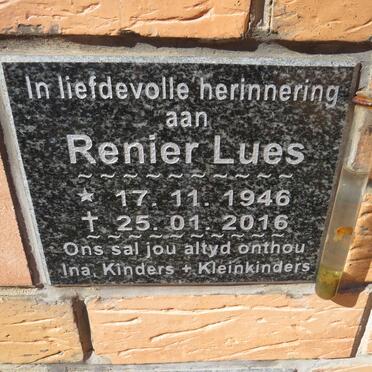 In liefdevolle herinnering
aan
Renier Lues
~ ~ ~ ~ ~ ~ ~ ~ ~ ~
★ 17. 11. 1946
† 25. 01. 2016
~ ~ ~ ~ ~ ~ ~ ~ ~ ~
Ons sal jou altyd onthou
Ina, Kinders + Kleinkinders